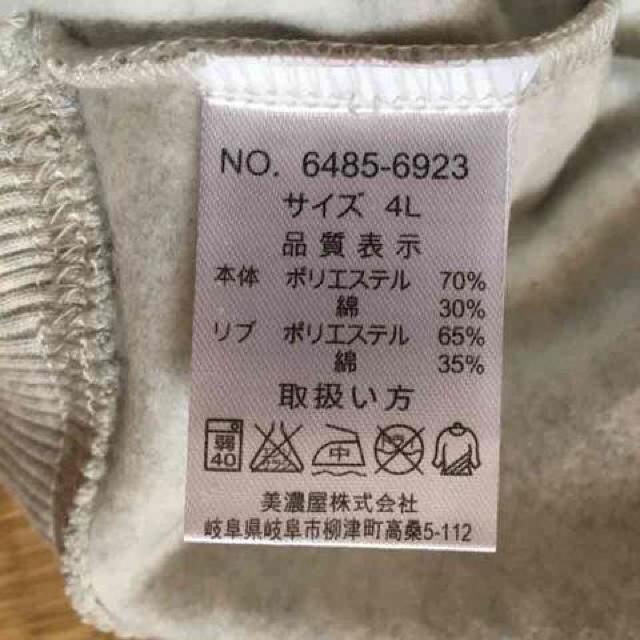 NO. 6485-6923
サイズ 4L
品質表示
本体 ポリエステル 70%
綿 30%
リブ ポリエステル 65%
綿 35%
取扱い方
弱 40 中
美濃屋株式会社
岐阜県岐阜市柳津町高桑5-112